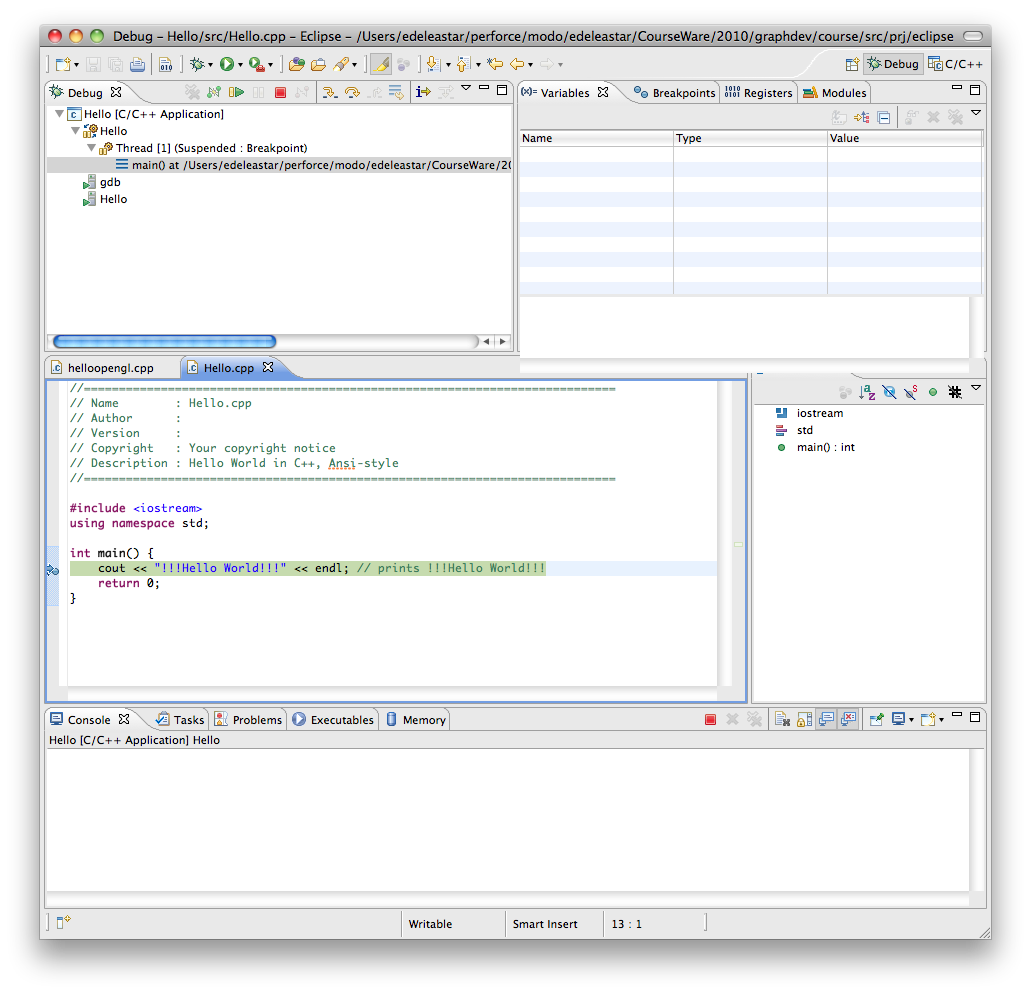 Debug – Hello/src/Hello.cpp – Eclipse – /Users/edeleastar/perforce/modo/edeleastar/CourseWare/2010/graphdev/course/src/prj/eclipse
Debug C/C++
Debug
Hello [C/C++ Application]
Hello
Thread [1] (Suspended : Breakpoint)
main() at /Users/edeleastar/perforce/modo/edeleastar/CourseWare/20
gdb
Hello
(x)= Variables Breakpoints 1010 0101 Registers Modules
Name Type Value
helloopengl.cpp Hello.cpp
//============================================================================
// Name        : Hello.cpp
// Author      :
// Version     :
// Copyright   : Your copyright notice
// Description : Hello World in C++, Ansi-style
//============================================================================
#include <iostream>
using namespace std;
int main() {
cout << "!!!Hello World!!!" << endl; // prints !!!Hello World!!!
return 0;
}
iostream
std
main() : int
Console Tasks Problems Executables Memory
Hello [C/C++ Application] Hello
Writable Smart Insert 13 : 1